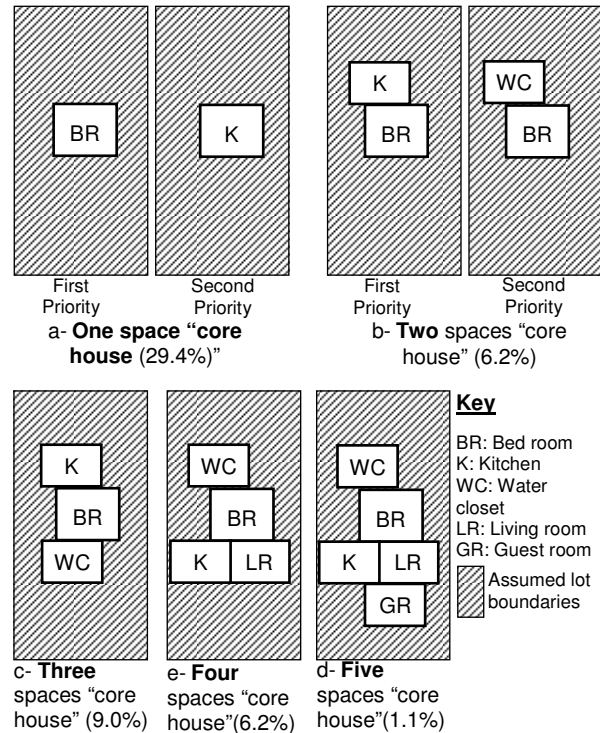 BR
K
K
BR
WC
BR
First
Priority
Second
Priority
First
Priority
Second
Priority
a- One space “core
house (29.4%)”
b- Two spaces “core
house” (6.2%)
K
BR
WC
WC
BR
K LR
WC
BR
K LR
GR
Key
BR: Bed room
K: Kitchen
WC: Water
closet
LR: Living room
GR: Guest room
Assumed lot
boundaries
c- Three
spaces “core
house” (9.0%)
e- Four
spaces “core
house”(6.2%)
d- Five
spaces “core
house”(1.1%)